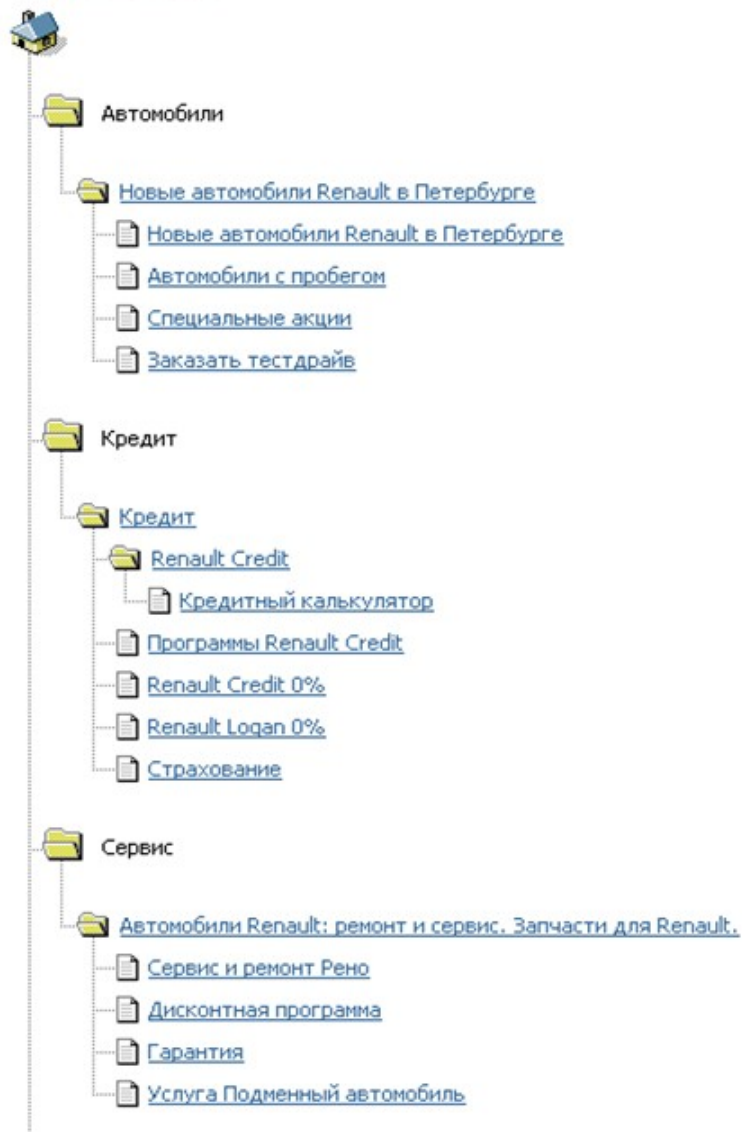 Автомобили
Новые автомобили Renault в Петербурге
Новые автомобили Renault в Петербурге
Автомобили с пробегом
Специальные акции
Заказать тестдрайв
Кредит
Кредит
Renault Credit
Кредитный калькулятор
Программы Renault Credit
Renault Credit 0%
Renault Logan 0%
Страхование
Сервис
Автомобили Renault: ремонт и сервис. Запчасти для Renault.
Сервис и ремонт Рено
Дисконтная программа
Гарантия
Услуга Подменный автомобиль